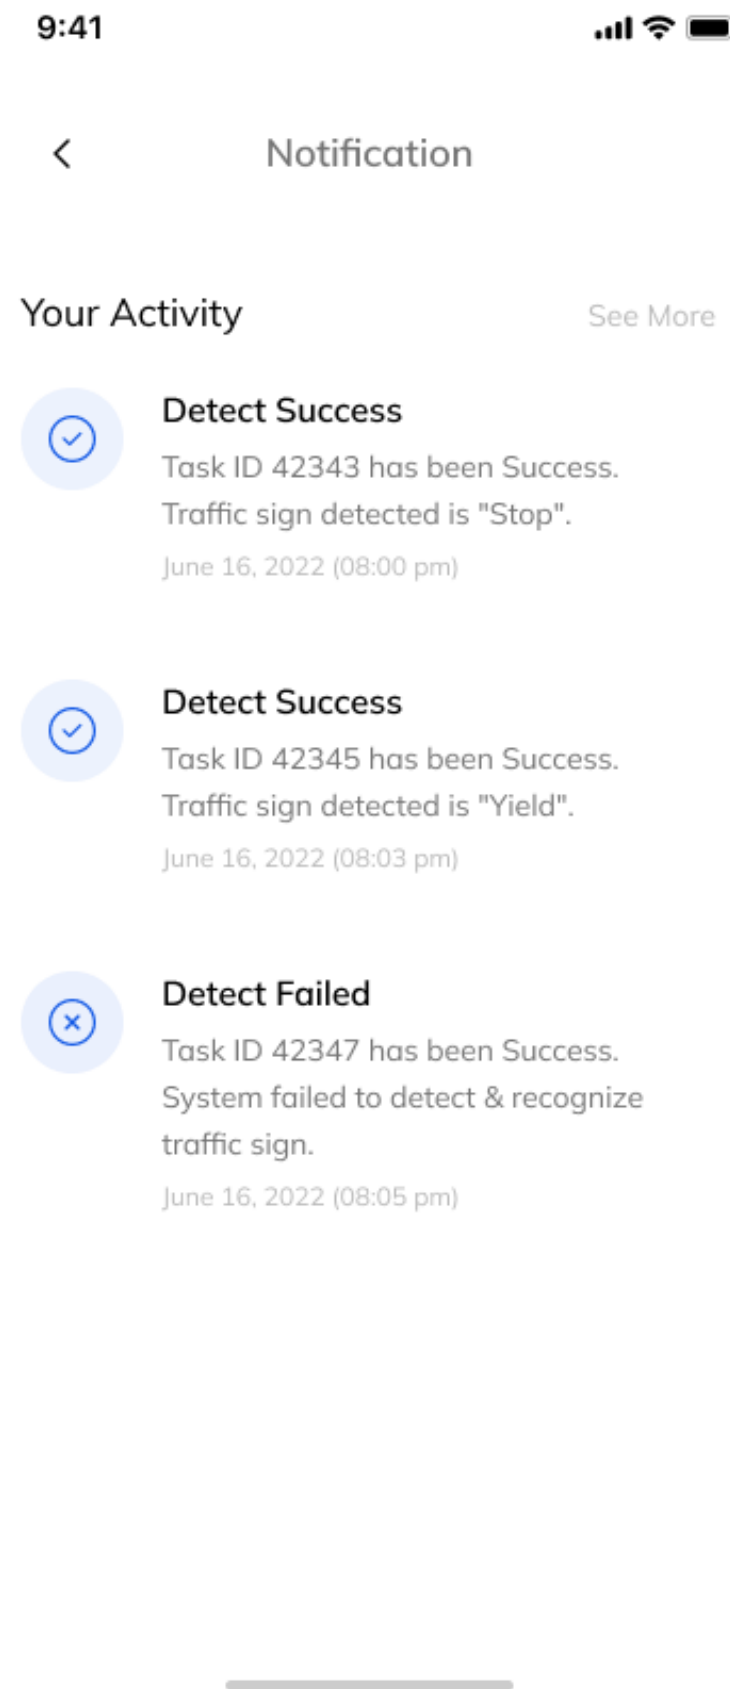 9:41
Notification
Your Activity
See More
Detect Success
Task ID 42343 has been Success.
Traffic sign detected is "Stop".
June 16, 2022 (08:00 pm)
Detect Success
Task ID 42345 has been Success.
Traffic sign detected is "Yield".
June 16, 2022 (08:03 pm)
Detect Failed
Task ID 42347 has been Success.
System failed to detect & recognize
traffic sign.
June 16, 2022 (08:05 pm)